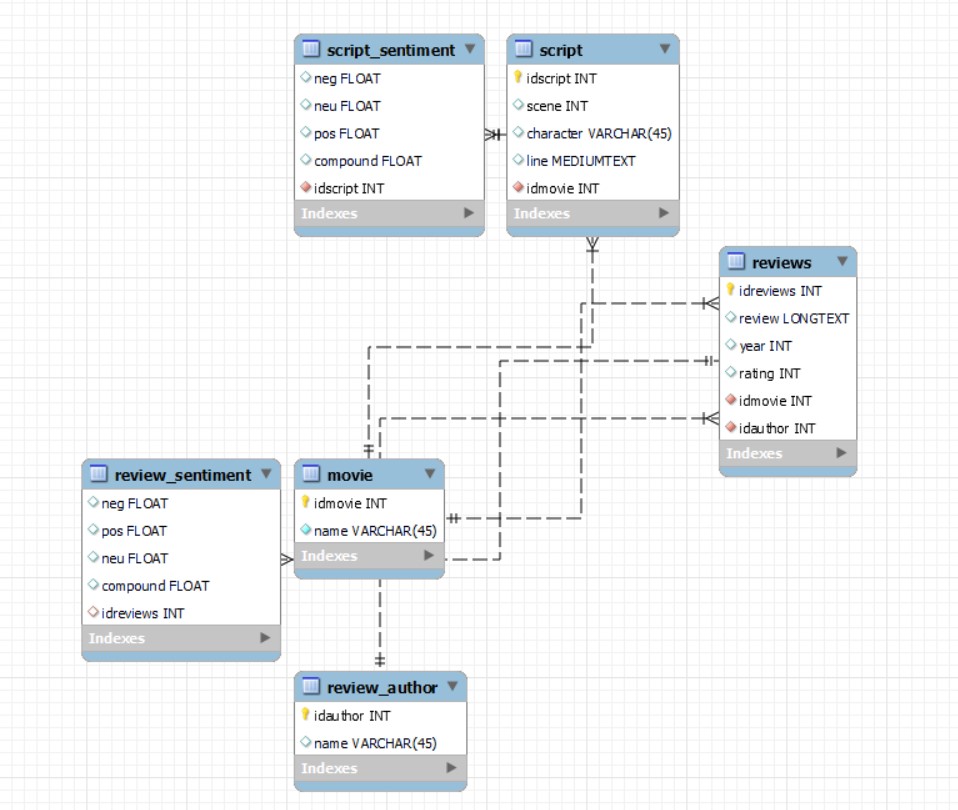 script_sentiment
neg FLOAT
neu FLOAT
pos FLOAT
compound FLOAT
idscript INT
Indexes
script
idscript INT
scene INT
character VARCHAR(45)
line MEDIUMTEXT
idmovie INT
Indexes
reviews
idreviews INT
review LONGTEXT
year INT
rating INT
idmovie INT
idauthor INT
Indexes
review_sentiment
neg FLOAT
pos FLOAT
neu FLOAT
compound FLOAT
idreviews INT
Indexes
movie
idmovie INT
name VARCHAR(45)
Indexes
review_author
idauthor INT
name VARCHAR(45)
Indexes